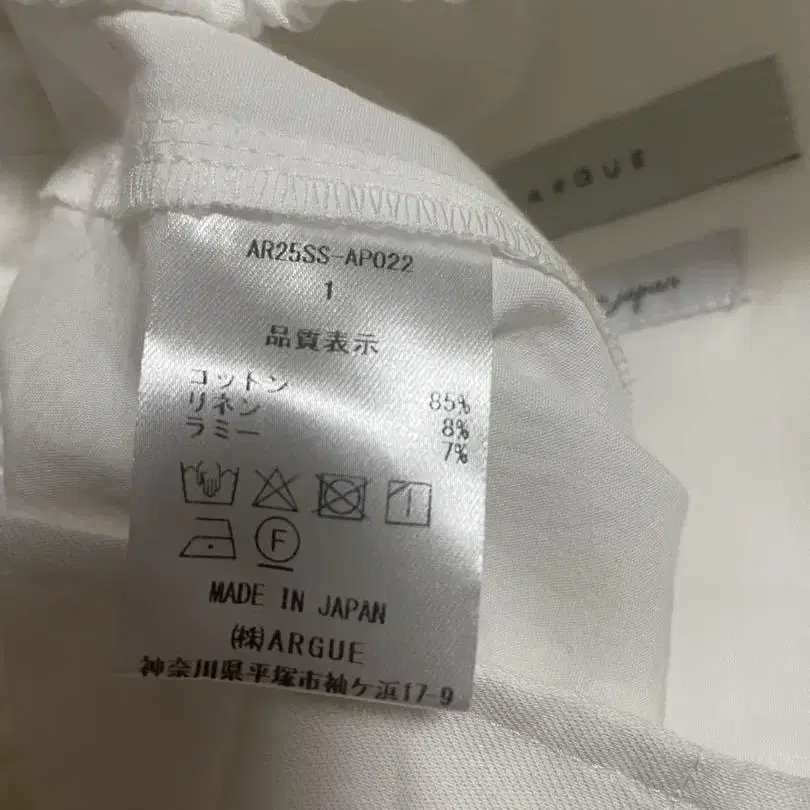 ARGUE
japan
AR25SS-AP022
1
品質表示
コットン 85%
リネン 8%
ラミー 7%
F
MADE IN JAPAN
㈱ARGUE
神奈川県平塚市袖ケ浜17-9